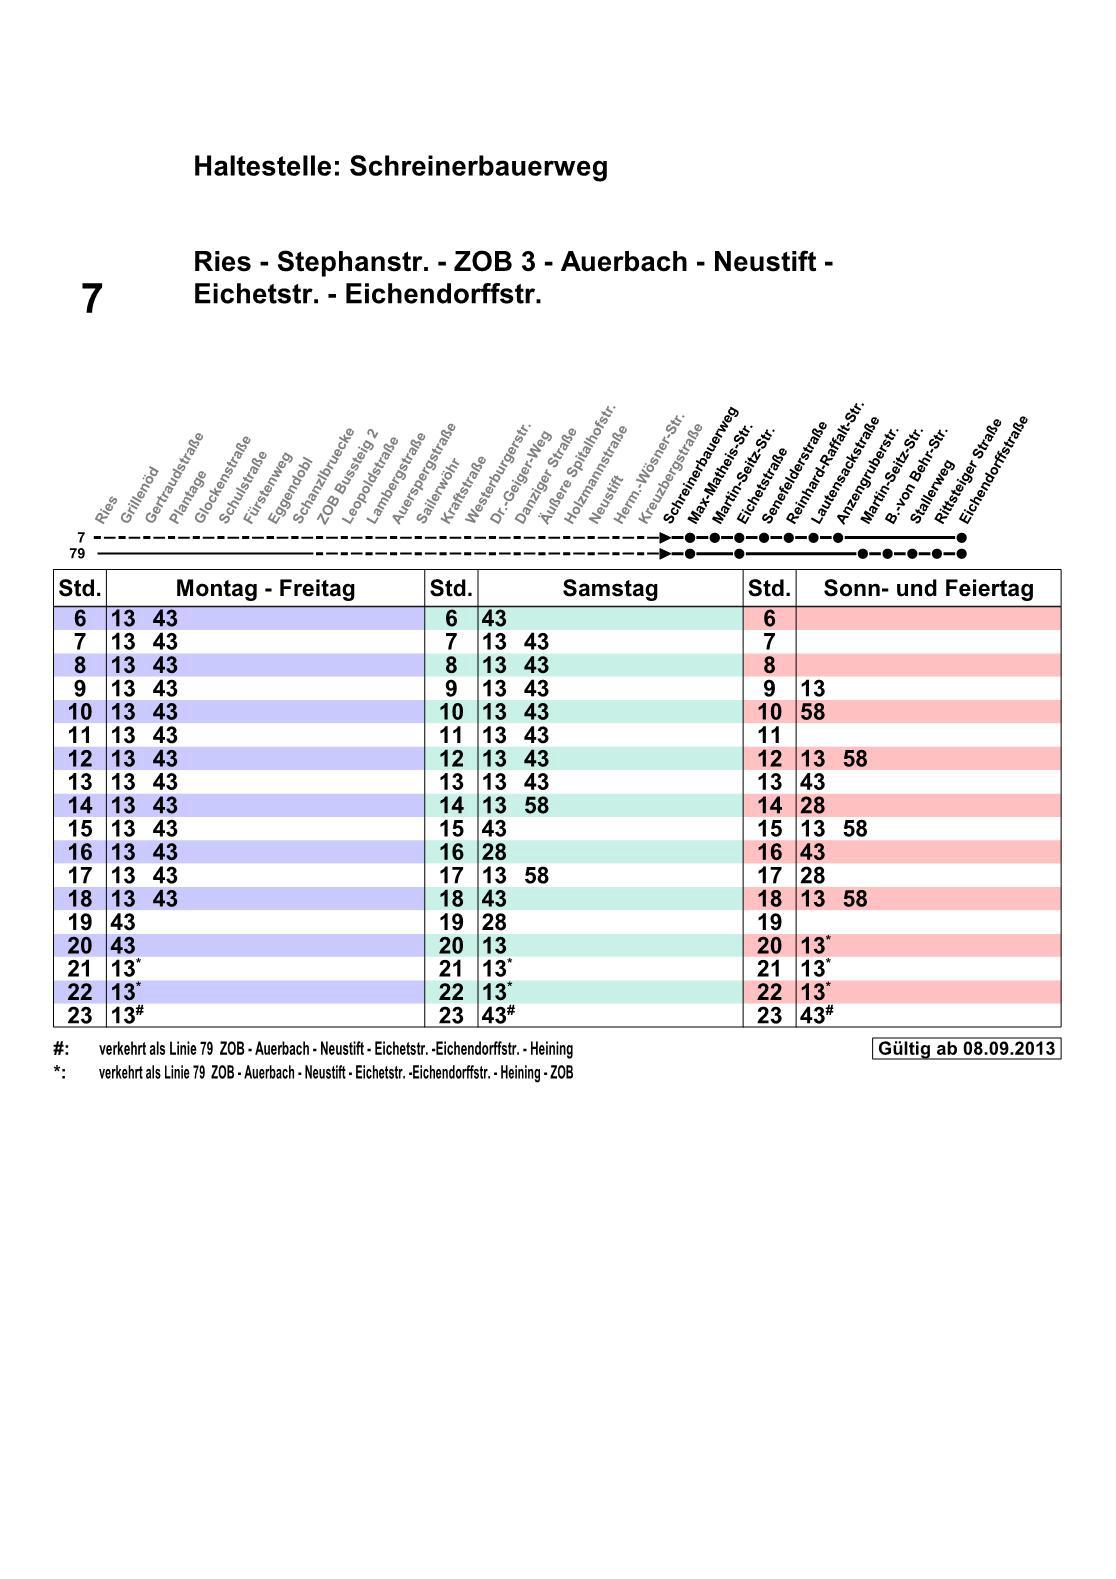 Haltestelle: Schreinerbauerweg
Ries - Stephanstr. - ZOB 3 - Auerbach - Neustift -
7 Eichetstr. - Eichendorffstr.
Ries
Grillenöd
Gertraudstraße
Plantage
Glockenstraße
Schulstraße
Fürstenweg
Eggendobl
Schanzlbruecke
ZOB Bussteig 2
Leopoldstraße
Lambergstraße
Auerspergstraße
Sailerwöhr
Kraftstraße
Westerburgerstr.
Dr.-Geiger-Weg
Danziger Straße
Äußere Spitalhofstr.
Holzmannstraße
Neustift
Herm.-Wösner-Str.
Kreuzbergstraße
Schreinerbauerweg
Max-Matheis-Str.
Martin-Seitz-Str.
Eichetstraße
Senefelderstraße
Reinhard-Raffalt-Str.
Lautensackstraße
Anzengruberstr.
Martin-Seitz-Str.
B.-von Behr-Str.
Stallerweg
Rittsteiger Straße
Eichendorffstraße
7
79
Std. Montag - Freitag Std. Samstag Std. Sonn- und Feiertag
6 13 43 6 43 6
7 13 43 7 13 43 7
8 13 43 8 13 43 8
9 13 43 9 13 43 9 13
10 13 43 10 13 43 10 58
11 13 43 11 13 43 11
12 13 43 12 13 43 12 13 58
13 13 43 13 13 43 13 43
14 13 43 14 13 58 14 28
15 13 43 15 43 15 13 58
16 13 43 16 28 16 43
17 13 43 17 13 58 17 28
18 13 43 18 43 18 13 58
19 43 19 28 19
20 43 20 13 20 13*
21 13* 21 13* 21 13*
22 13* 22 13* 22 13*
23 13# 23 43# 23 43#
#: verkehrt als Linie 79 ZOB - Auerbach - Neustift - Eichetstr. -Eichendorffstr. - Heining Gültig ab 08.09.2013
*: verkehrt als Linie 79 ZOB - Auerbach - Neustift - Eichetstr. -Eichendorffstr. - Heining - ZOB